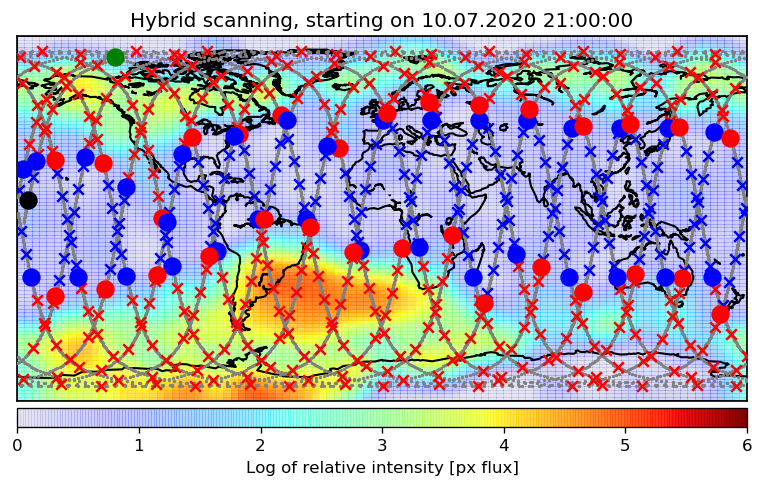 Hybrid scanning, starting on 10.07.2020 21:00:00
0 1 2 3 4 5 6
Log of relative intensity [px flux]